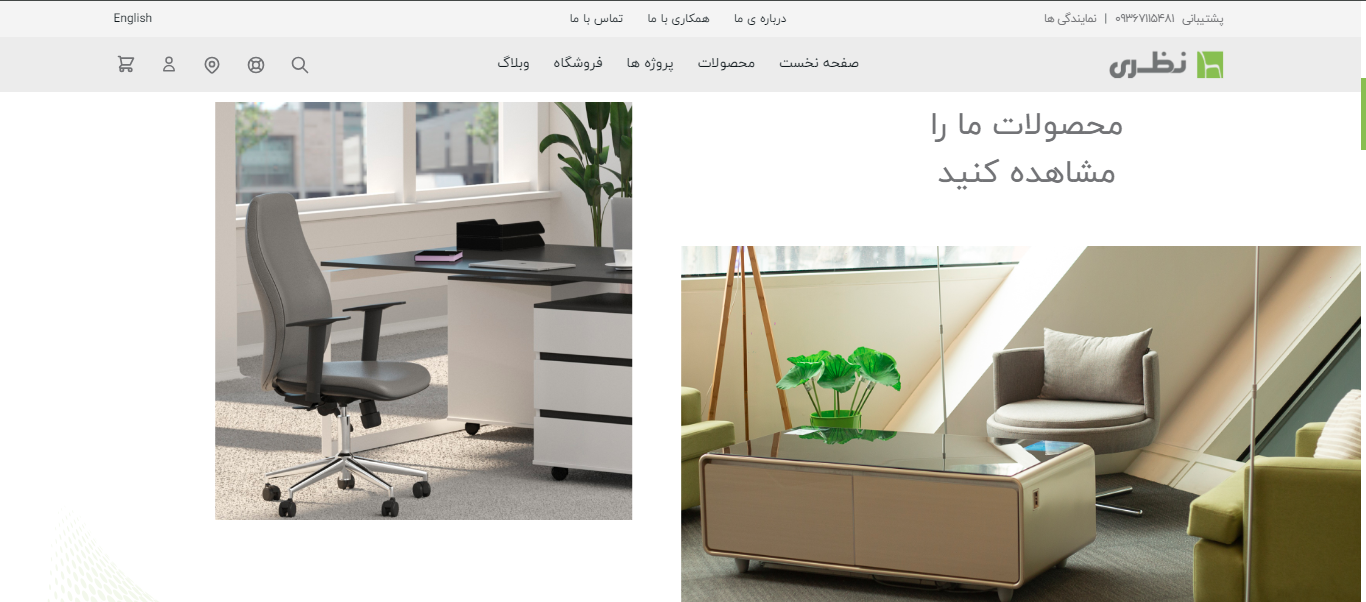 پشتیبانی ۰۹۳۶۷۱۱۵۴۸۱ | نمایندگی ها
درباره ی ما همکاری با ما تماس با ما
English
نظری
صفحه نخست محصولات پروژه ها فروشگاه وبلاگ
محصولات ما را
مشاهده کنید